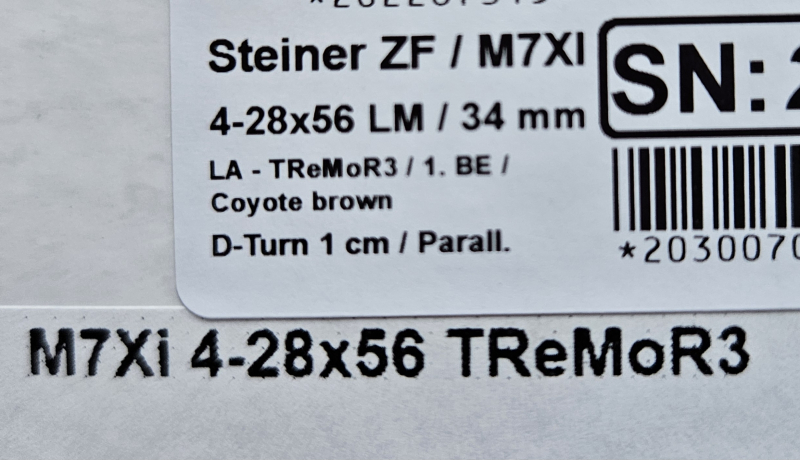 Steiner ZF / M7XI
4-28x56 LM / 34 mm
LA - TReMoR3 / 1. BE /
Coyote brown
D-Turn 1 cm / Parall.
SN:
*2030070
M7Xi 4-28x56 TReMoR3